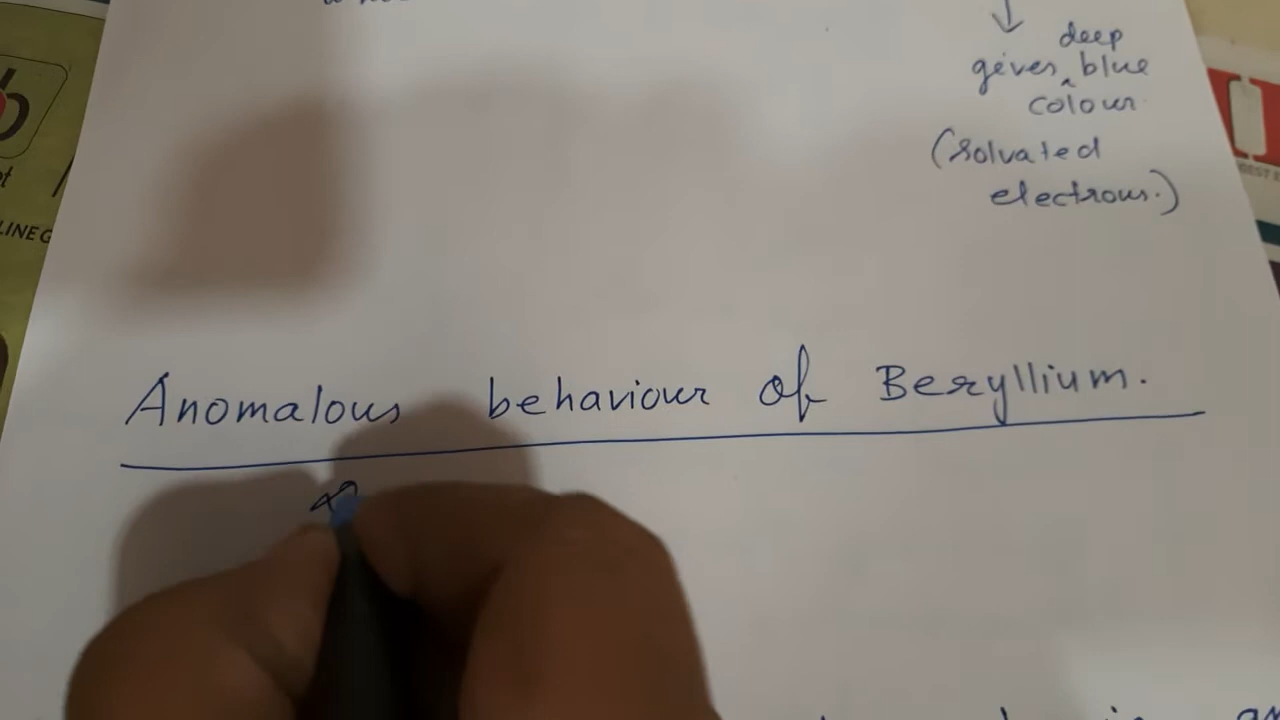 deep
gives ^ blue
colour
(solvated
electrons.)
Anomalous behaviour of Beryllium.